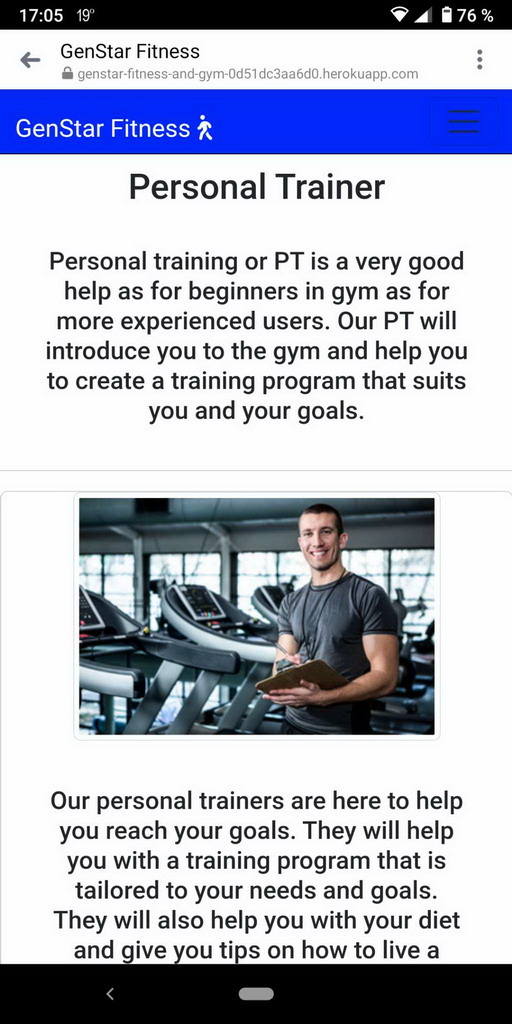 17:05 19° 76 %
GenStar Fitness
genstar-fitness-and-gym-0d51dc3aa6d0.herokuapp.com
GenStar Fitness
Personal Trainer
Personal training or PT is a very good
help as for beginners in gym as for
more experienced users. Our PT will
introduce you to the gym and help you
to create a training program that suits
you and your goals.
Our personal trainers are here to help
you reach your goals. They will help
you with a training program that is
tailored to your needs and goals.
They will also help you with your diet
and give you tips on how to live a